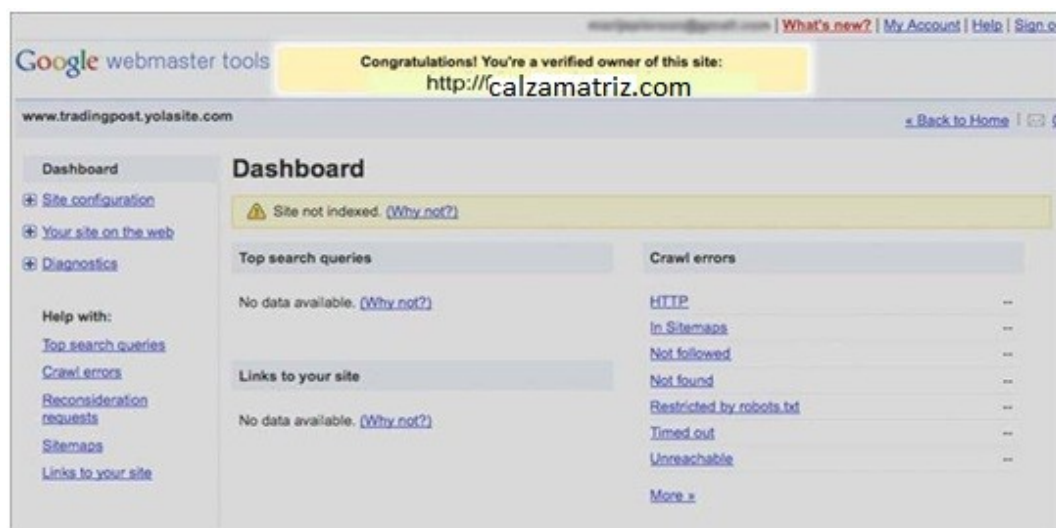 What's new? | My Account | Help | Sign o
Google webmaster tools
Congratulations! You're a verified owner of this site:
http://calzamatriz.com
www.tradingpost.yolasite.com
« Back to Home
Dashboard
Site configuration
Your site on the web
Diagnostics
Help with:
Top search queries
Crawl errors
Reconsideration
requests
Sitemaps
Links to your site
Dashboard
Site not indexed. (Why not?)
Top search queries
No data available. (Why not?)
Links to your site
No data available. (Why not?)
Crawl errors
HTTP --
In Sitemaps --
Not followed --
Not found --
Restricted by robots.txt --
Timed out --
Unreachable --
More »